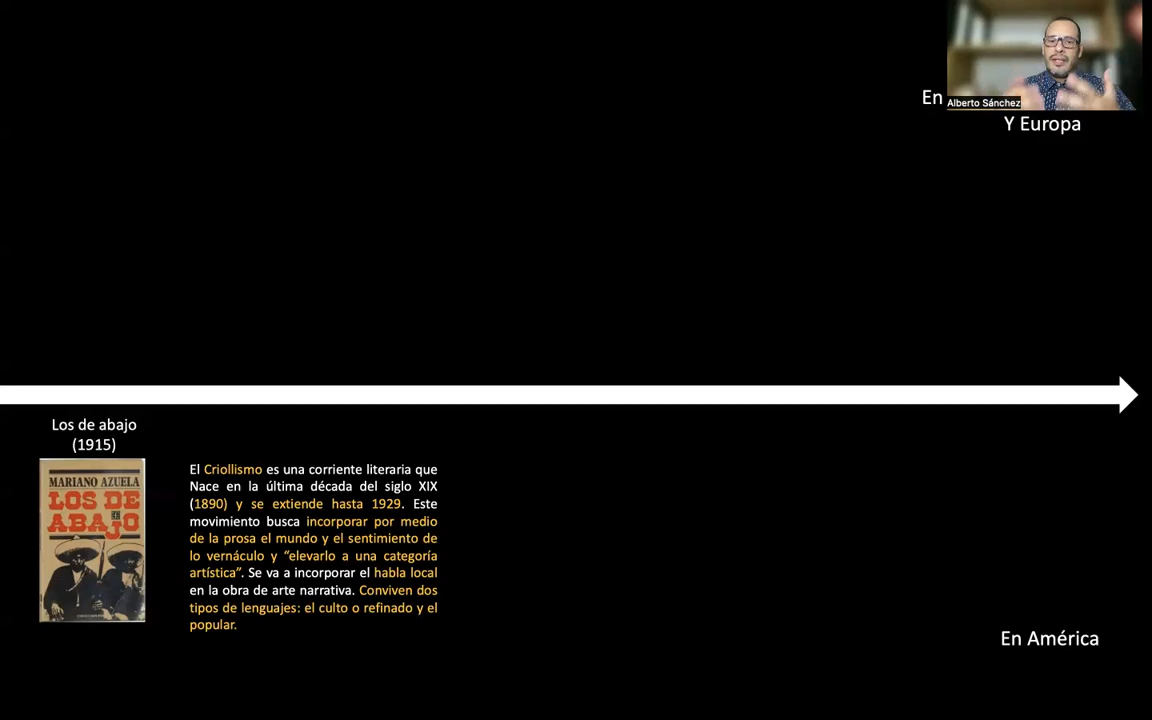 En
Alberto Sánchez
Y Europa
Los de abajo
(1915)
MARIANO AZUELA
LOS DE
ABAJO
El Criollismo es una corriente literaria que
Nace en la última década del siglo XIX
(1890) y se extiende hasta 1929. Este
movimiento busca incorporar por medio
de la prosa el mundo y el sentimiento de
lo vernáculo y “elevarlo a una categoría
artística”. Se va a incorporar el habla local
en la obra de arte narrativa. Conviven dos
tipos de lenguajes: el culto o refinado y el
popular.
En América